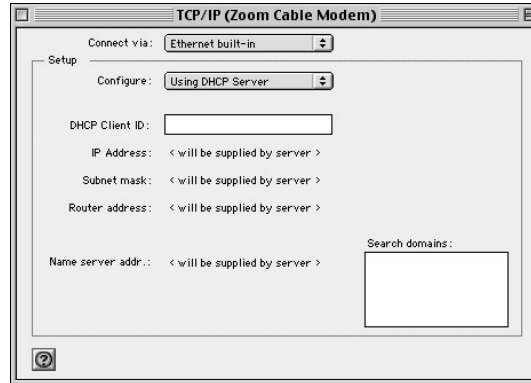 TCP/IP (Zoom Cable Modem)
Connect via: Ethernet built-in
Setup
Configure: Using DHCP Server
DHCP Client ID:
IP Address: < will be supplied by server >
Subnet mask: < will be supplied by server >
Router address: < will be supplied by server >
Search domains:
Name server addr.: < will be supplied by server >
?